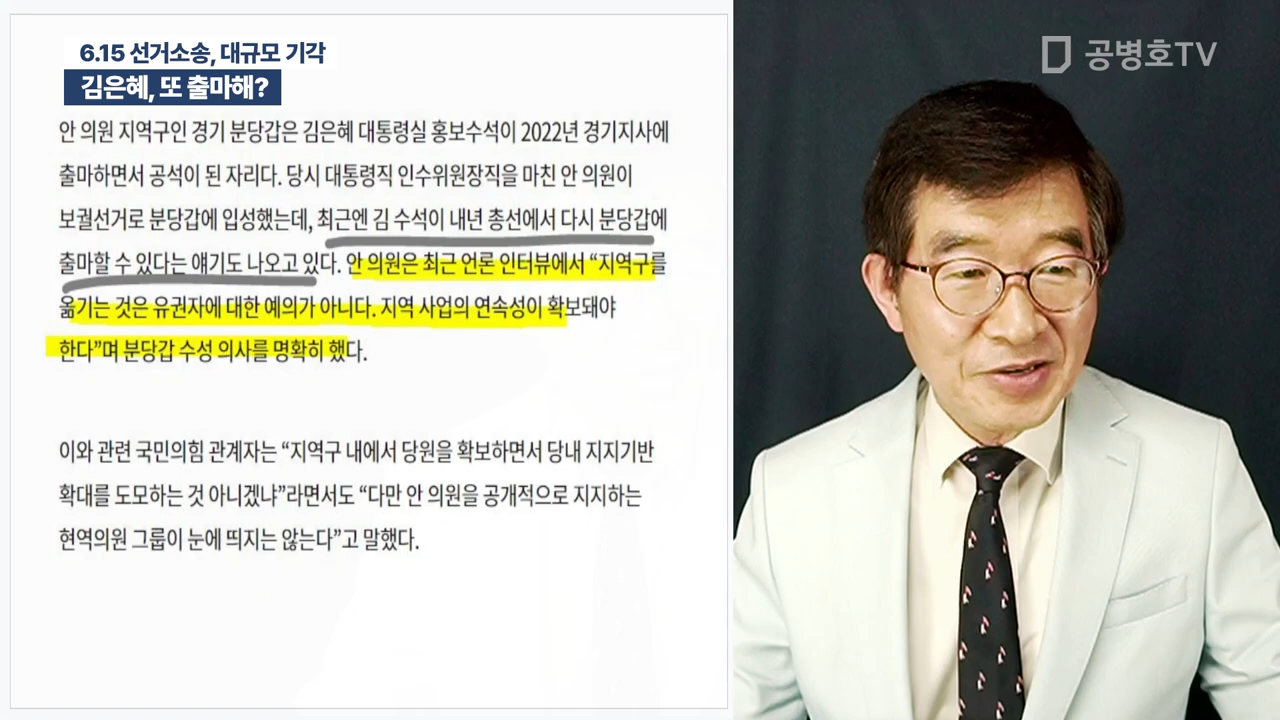 6.15 선거소송, 대규모 기각
김은혜, 또 출마해?
공병호TV
안 의원 지역구인 경기 분당갑은 김은혜 대통령실 홍보수석이 2022년 경기지사에
출마하면서 공석이 된 자리다. 당시 대통령직 인수위원장직을 마친 안 의원이
보궐선거로 분당갑에 입성했는데, 최근엔 김 수석이 내년 총선에서 다시 분당갑에
출마할 수 있다는 얘기도 나오고 있다. 안 의원은 최근 언론 인터뷰에서 “지역구를
옮기는 것은 유권자에 대한 예의가 아니다. 지역 사업의 연속성이 확보돼야
한다”며 분당갑 수성 의사를 명확히 했다.
이와 관련 국민의힘 관계자는 “지역구 내에서 당원을 확보하면서 당내 지지기반
확대를 도모하는 것 아니겠냐”라면서도 “다만 안 의원을 공개적으로 지지하는
현역의원 그룹이 눈에 띄지는 않는다”고 말했다.